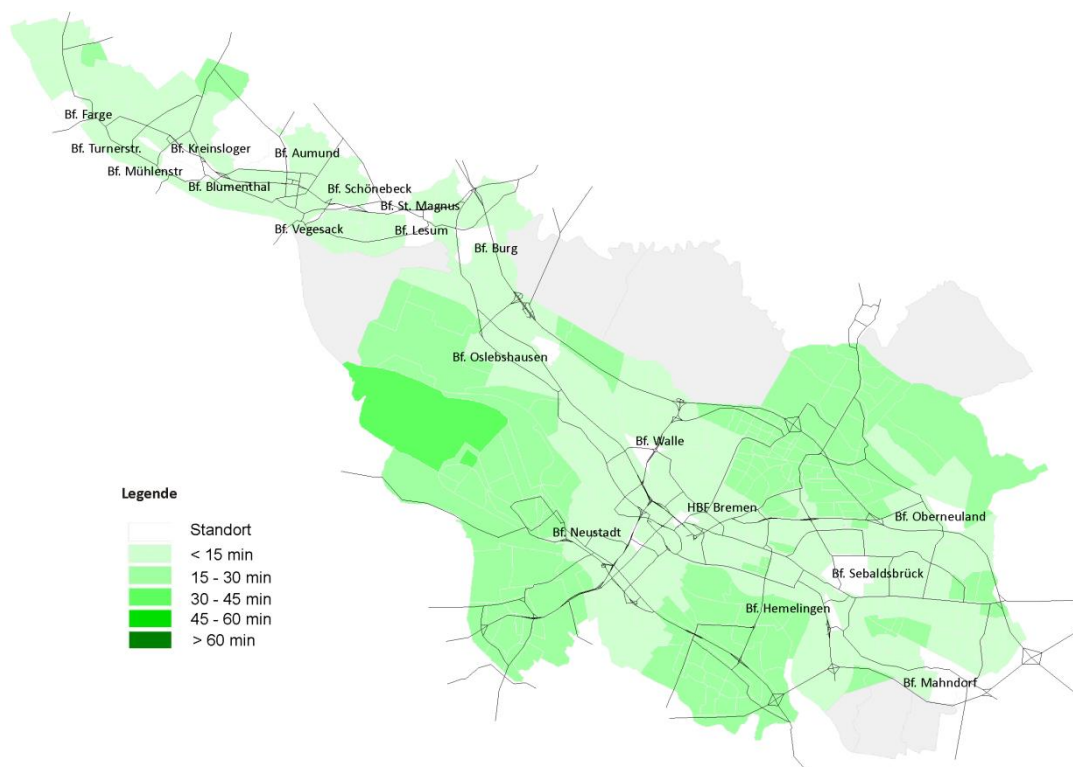 Bf. Farge
Bf. Turnerstr.
Bf. Kreinsloger
Bf. Aumund
Bf. Mühlenstr
Bf. Blumenthal
Bf. Schönebeck
Bf. St. Magnus
Bf. Vegesack
Bf. Lesum
Bf. Burg
Bf. Oslebshausen
Bf. Walle
Legende
Standort
< 15 min
15 - 30 min
30 - 45 min
45 - 60 min
> 60 min
HBF Bremen
Bf. Oberneuland
Bf. Neustadt
Bf. Sebaldsbrück
Bf. Hemelingen
Bf. Mahndorf